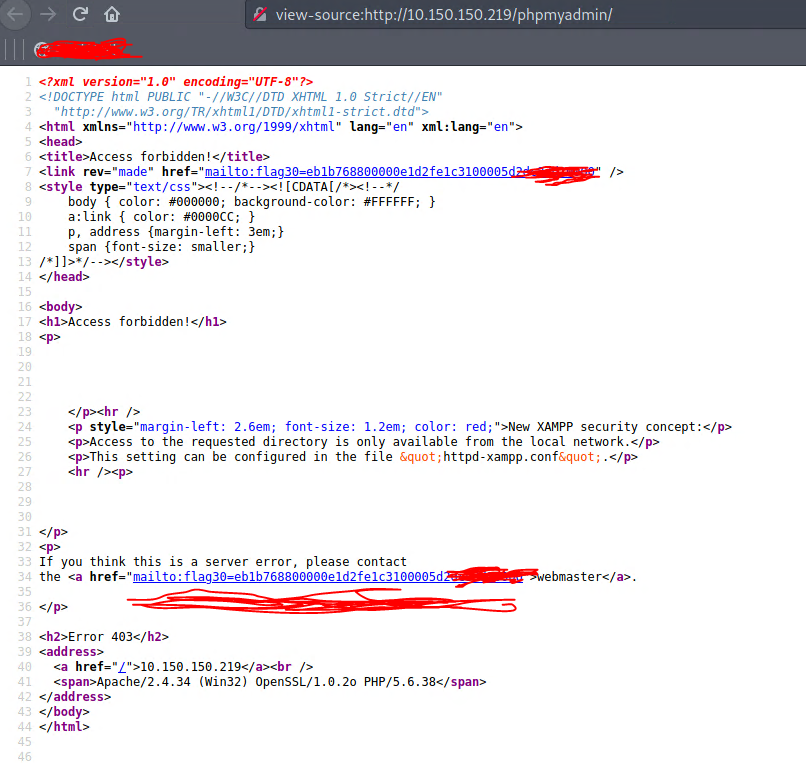 view-source:http://10.150.150.219/phpmyadmin/
1 <?xml version="1.0" encoding="UTF-8"?>
2 <!DOCTYPE html PUBLIC "-//W3C//DTD XHTML 1.0 Strict//EN"
3 "http://www.w3.org/TR/xhtml1/DTD/xhtml1-strict.dtd">
4 <html xmlns="http://www.w3.org/1999/xhtml" lang="en" xml:lang="en">
5 <head>
6 <title>Access forbidden!</title>
7 <link rev="made" href="mailto:flag30=eb1b768800000e1d2fe1c3100005d2d" />
8 <style type="text/css"><!--/*--><![CDATA[/*><!--*/
9 body { color: #000000; background-color: #FFFFFF; }
10 a:link { color: #0000CC; }
11 p, address {margin-left: 3em;}
12 span {font-size: smaller;}
13 /*]]>*/--></style>
14 </head>
15
16 <body>
17 <h1>Access forbidden!</h1>
18 <p>
19
20
21
22
23 </p><hr />
24 <p style="margin-left: 2.6em; font-size: 1.2em; color: red;">New XAMPP security concept:</p>
25 <p>Access to the requested directory is only available from the local network.</p>
26 <p>This setting can be configured in the file &quot;httpd-xampp.conf&quot;.</p>
27 <hr /><p>
28
29
30
31 </p>
32 <p>
33 If you think this is a server error, please contact
34 the <a href="mailto:flag30=eb1b768800000e1d2fe1c3100005d2">webmaster</a>.
35
36 </p>
37
38 <h2>Error 403</h2>
39 <address>
40 <a href="/">10.150.150.219</a><br />
41 <span>Apache/2.4.34 (Win32) OpenSSL/1.0.2o PHP/5.6.38</span>
42 </address>
43 </body>
44 </html>
45
46